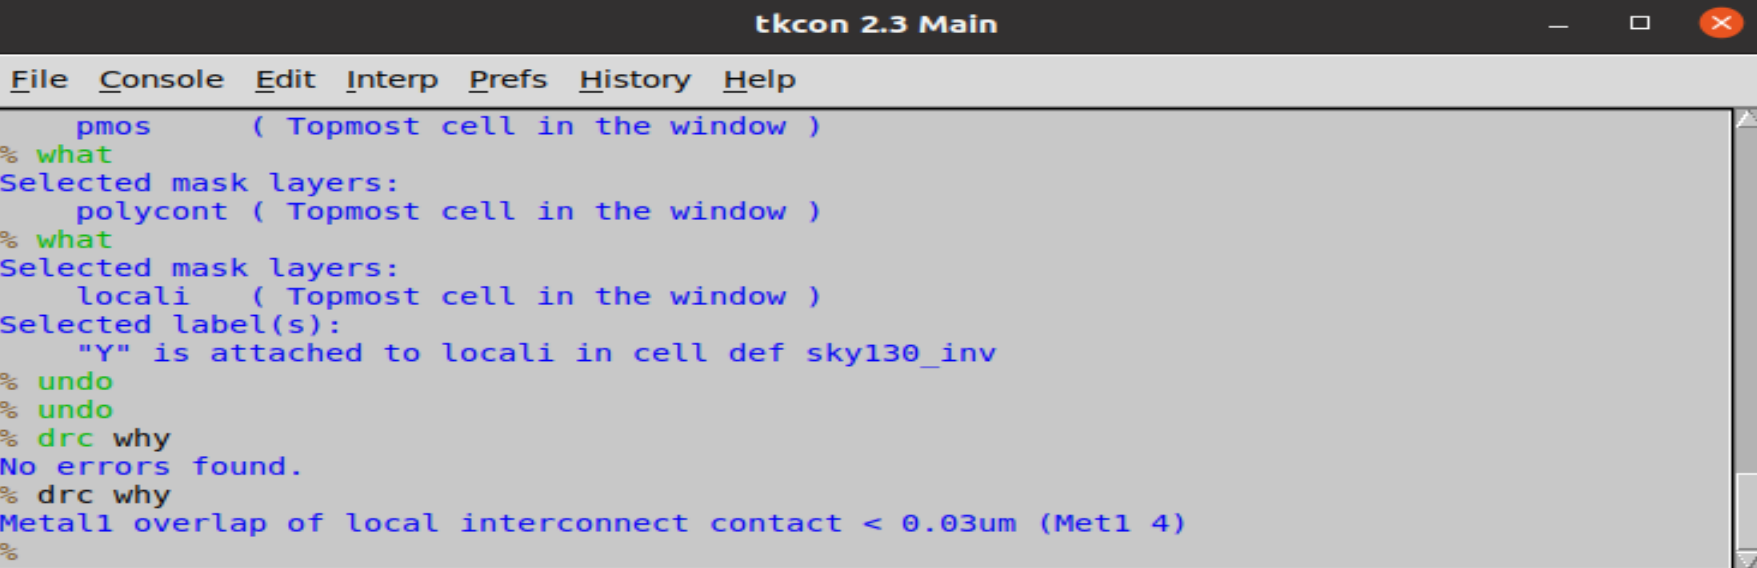 tkcon 2.3 Main
File Console Edit Interp Prefs History Help
    pmos     ( Topmost cell in the window )
% what
Selected mask layers:
    polycont ( Topmost cell in the window )
% what
Selected mask layers:
    locali   ( Topmost cell in the window )
Selected label(s):
    "Y" is attached to locali in cell def sky130_inv
% undo
% undo
% drc why
No errors found.
% drc why
Metal1 overlap of local interconnect contact < 0.03um (Met1 4)
%